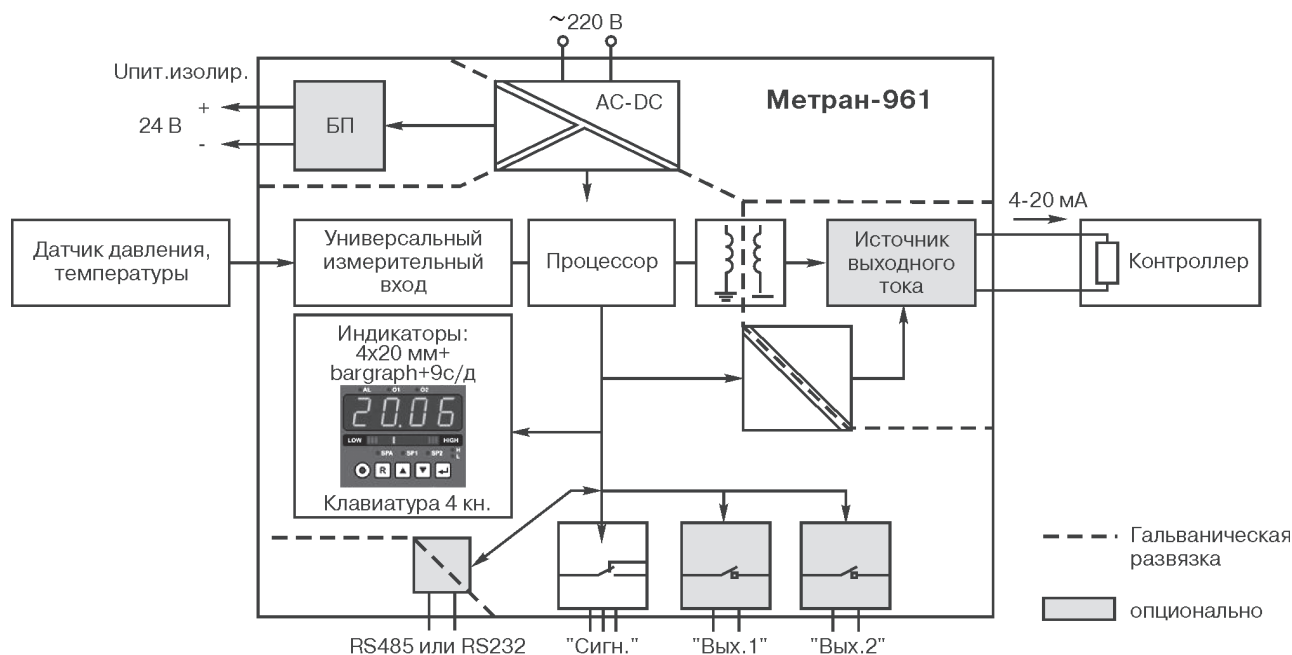 ~220 В
Uпит.изолир.
+
24 В
-
БП
AC-DC
Метран-961
4-20 мА
Датчик давления,
температуры
Универсальный
измерительный
вход
Процессор
Источник
выходного
тока
Контроллер
Индикаторы:
4х20 мм+
bargraph+9с/д
AL O1 O2
20.06
LOW HIGH
SPA SP1 SP2 H
L
R
Клавиатура 4 кн.
Гальваническая
развязка
опционально
RS485 или RS232 "Сигн." "Вых.1" "Вых.2"